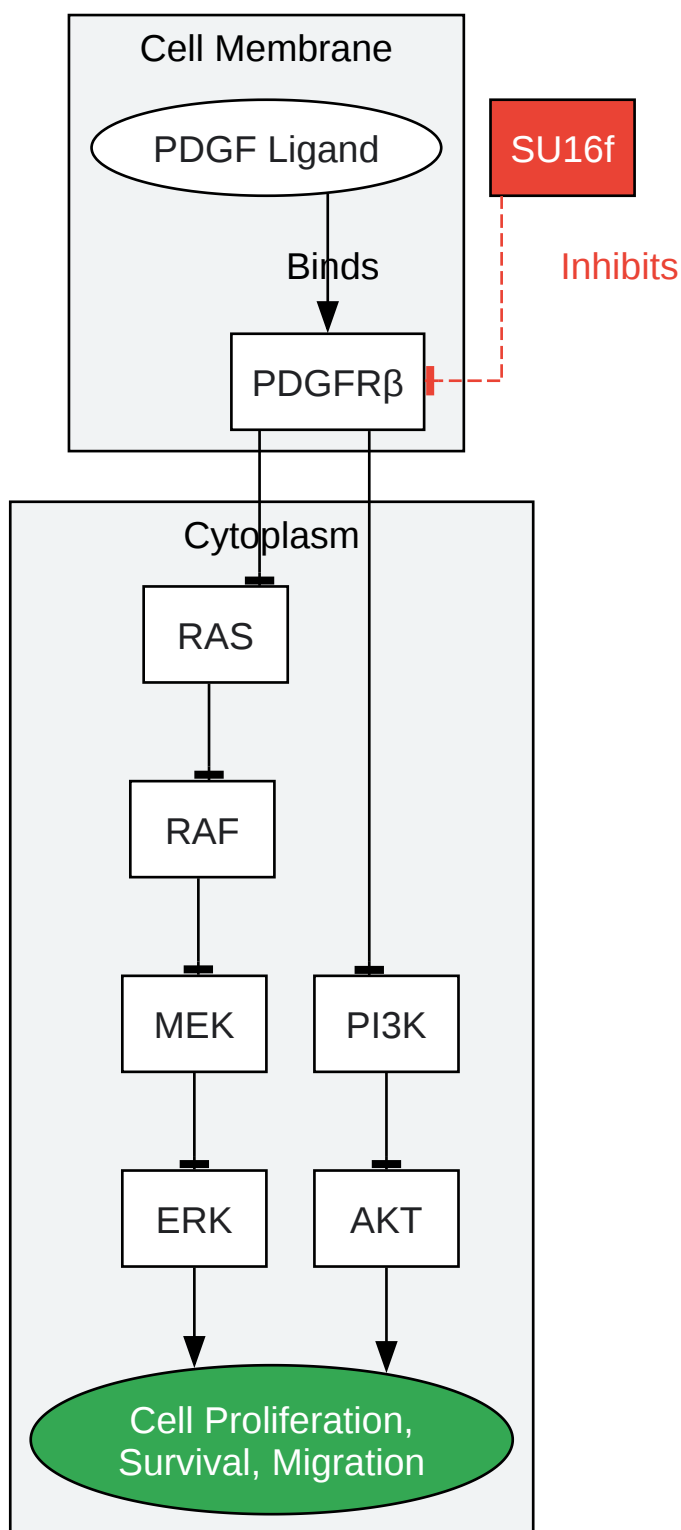 Cell Membrane
PDGF Ligand
SU16f
Binds
Inhibits
PDGFRβ
Cytoplasm
RAS
RAF
MEK
PI3K
ERK
AKT
Cell Proliferation,
Survival, Migration